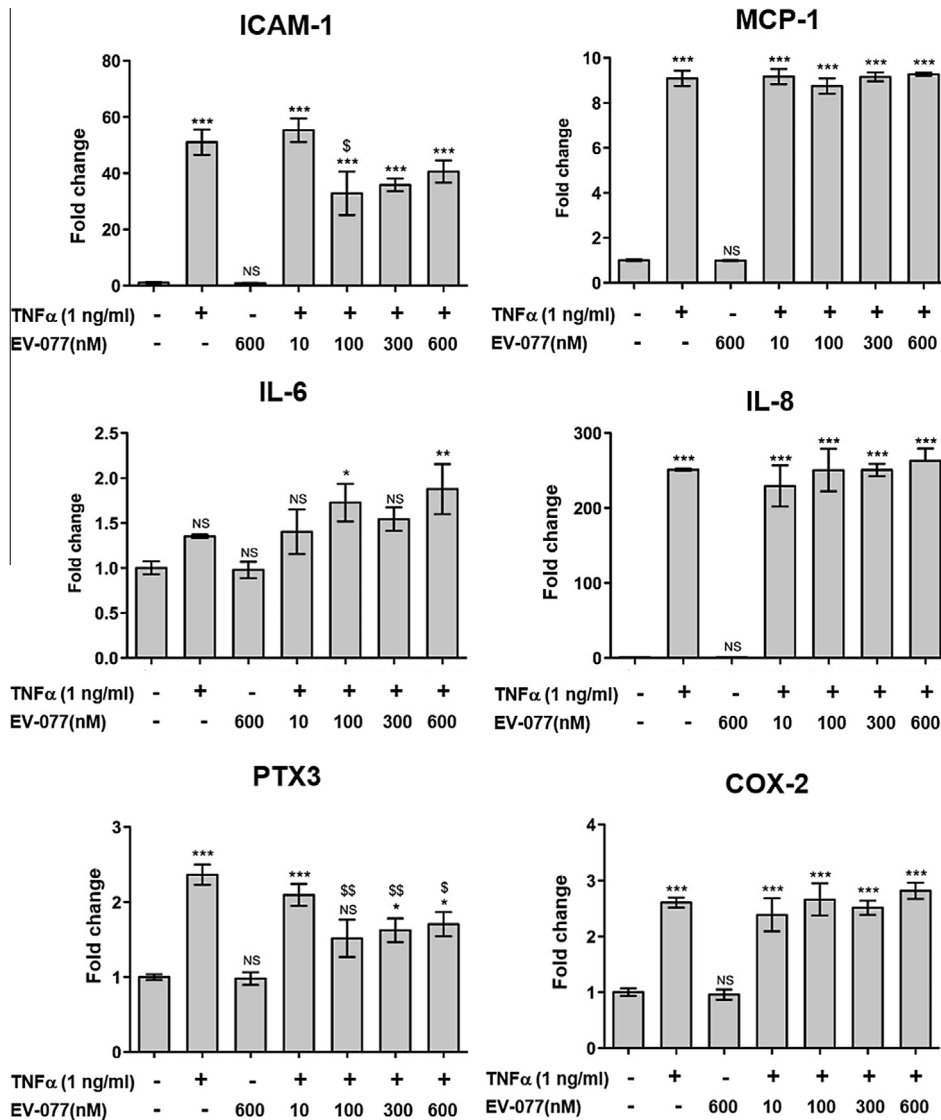 ICAM-1
Fold change
80
60
40
20
0
***
NS
***
$
***
***
***
TNFα (1 ng/ml) - + - + + + +
EV-077(nM) - - 600 10 100 300 600
MCP-1
Fold change
10
8
6
4
2
0
***
NS
***
***
***
***
TNFα (1 ng/ml) - + - + + + +
EV-077(nM) - - 600 10 100 300 600
IL-6
Fold change
2.5
2.0
1.5
1.0
0.5
0.0
NS
NS
NS
*
NS
**
TNFα (1 ng/ml) - + - + + + +
EV-077(nM) - - 600 10 100 300 600
IL-8
Fold change
300
200
100
0
***
NS
***
***
***
***
TNFα (1 ng/ml) - + - + + + +
EV-077(nM) - - 600 10 100 300 600
PTX3
Fold change
3
2
1
0
***
NS
***
$$
NS
$$
*
$
*
TNFα (1 ng/ml) - + - + + + +
EV-077(nM) - - 600 10 100 300 600
COX-2
Fold change
4
3
2
1
0
***
NS
***
***
***
***
TNFα (1 ng/ml) - + - + + + +
EV-077(nM) - - 600 10 100 300 600